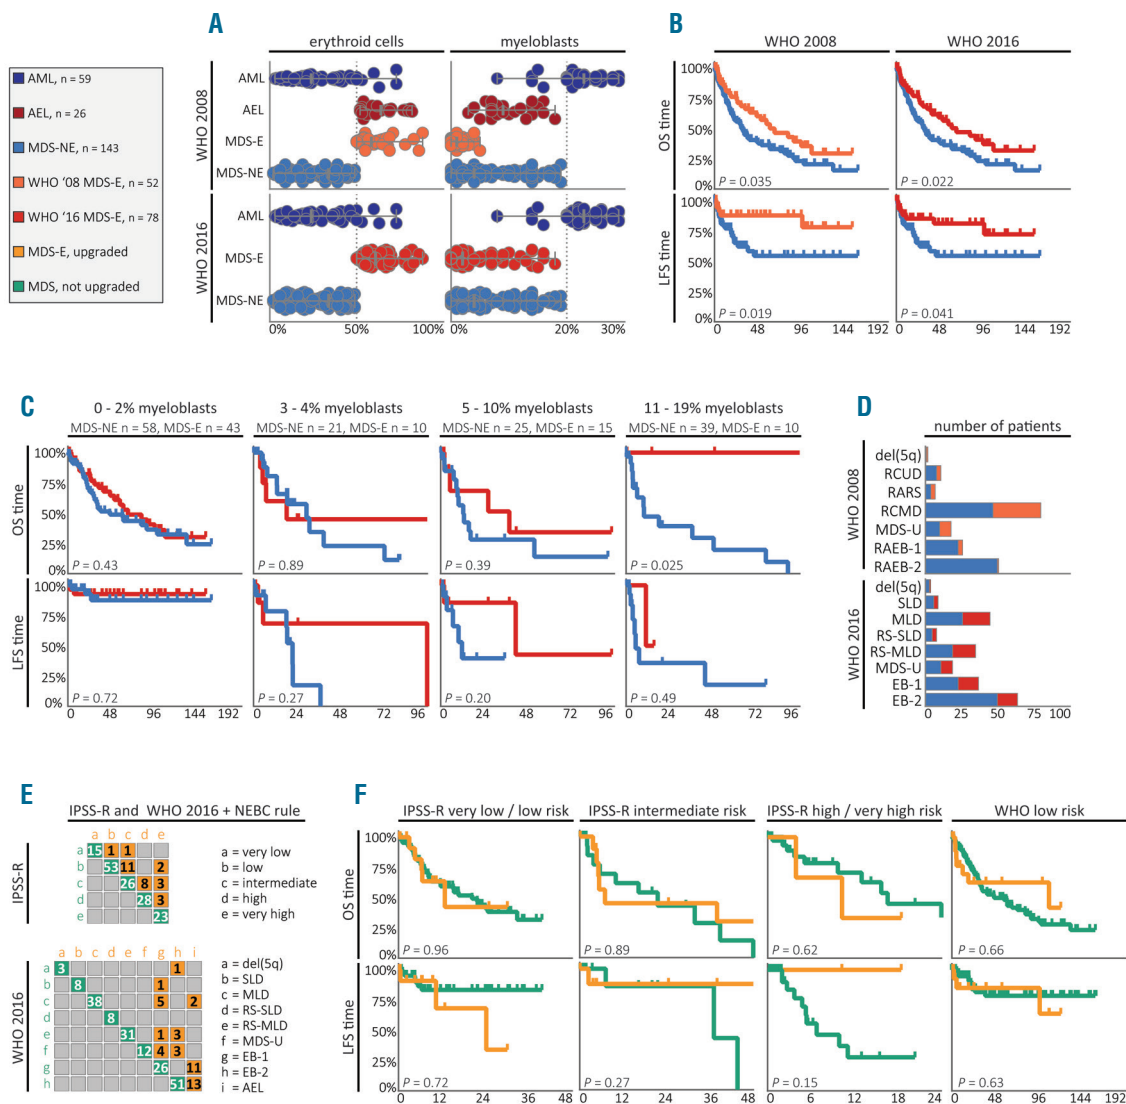 A
B
erythroid cells
myeloblasts
WHO 2008
WHO 2016
AML, n = 59
AEL, n = 26
MDS-NE, n = 143
WHO '08 MDS-E, n = 52
WHO '16 MDS-E, n = 78
MDS-E, upgraded
MDS, not upgraded
WHO 2008
AML
AEL
MDS-E
MDS-NE
WHO 2016
AML
MDS-E
MDS-NE
0% 50% 100% 0% 20% 30%
OS time
100%
75%
50%
25%
0%
P = 0.035
P = 0.022
LFS time
100%
75%
50%
25%
0%
P = 0.019
P = 0.041
0 48 96 144 192 0 48 96 144 192
C
0 - 2% myeloblasts
MDS-NE n = 58, MDS-E = 43
3 - 4% myeloblasts
MDS-NE n = 21, MDS-E = 10
5 - 10% myeloblasts
MDS-NE n = 25, MDS-E = 15
11 - 19% myeloblasts
MDS-NE n = 39, MDS-E = 10
OS time
100%
75%
50%
25%
P = 0.43
P = 0.89
P = 0.39
P = 0.025
LFS time
100%
75%
50%
25%
0%
P = 0.72
P = 0.27
P = 0.20
P = 0.49
0 48 96 144 192 0 24 48 72 96 0 24 48 72 96 0 48 96
D
number of patients
WHO 2008
del(5q)
RCUD
RARS
RCMD
MDS-U
RAEB-1
RAEB-2
WHO 2016
del(5q)
SLD
MLD
RS-SLD
RS-MLD
MDS-U
EB-1
EB-2
0 25 50 75 100
E
IPSS-R and WHO 2016 + NEBC rule
IPSS-R
a b c d e
a 15 1 1
b 53 11 2
c 26 8 3
d 28 3
e 23
a = very low
b = low
c = intermediate
d = high
e = very high
WHO 2016
a b c d e f g h i
a 3 1
b 8 1
c 38 5 2
d 8
e 31 1 3
f 12 4 3
g 26 11
h 51 13
a = del(5q)
b = SLD
c = MLD
d = RS-SLD
e = RS-MLD
f = MDS-U
g = EB-1
h = EB-2
i = AEL
F
IPSS-R very low / low risk
IPSS-R intermediate risk
IPSS-R high / very high risk
WHO low risk
OS time
100%
75%
50%
25%
0%
P = 0.96
P = 0.89
P = 0.62
P = 0.66
LFS time
100%
75%
50%
25%
0%
P = 0.72
P = 0.27
P = 0.15
P = 0.63
0 12 24 36 48 0 12 24 36 48 0 6 12 18 24 0 48 96 144 192